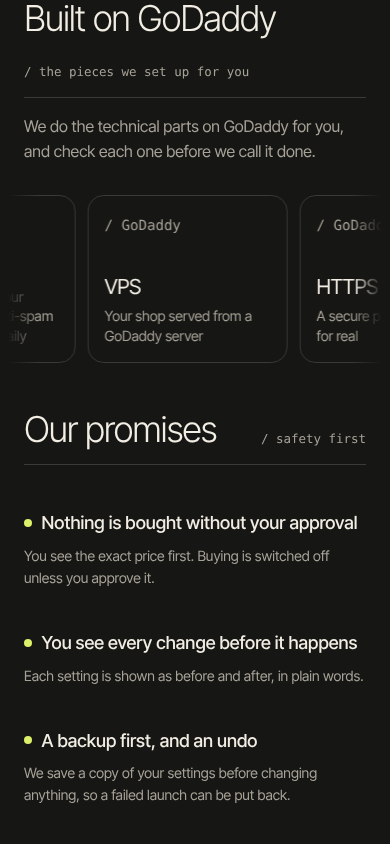 Built on GoDaddy
/ the pieces we set up for you
We do the technical parts on GoDaddy for you,
and check each one before we call it done.
/ GoDaddy
VPS
Your shop served from a
GoDaddy server
/ GoDad
HTTPS
A secure
for real
Our promises
/ safety first
Nothing is bought without your approval
You see the exact price first. Buying is switched off
unless you approve it.
You see every change before it happens
Each setting is shown as before and after, in plain words.
A backup first, and an undo
We save a copy of your settings before changing
anything, so a failed launch can be put back.